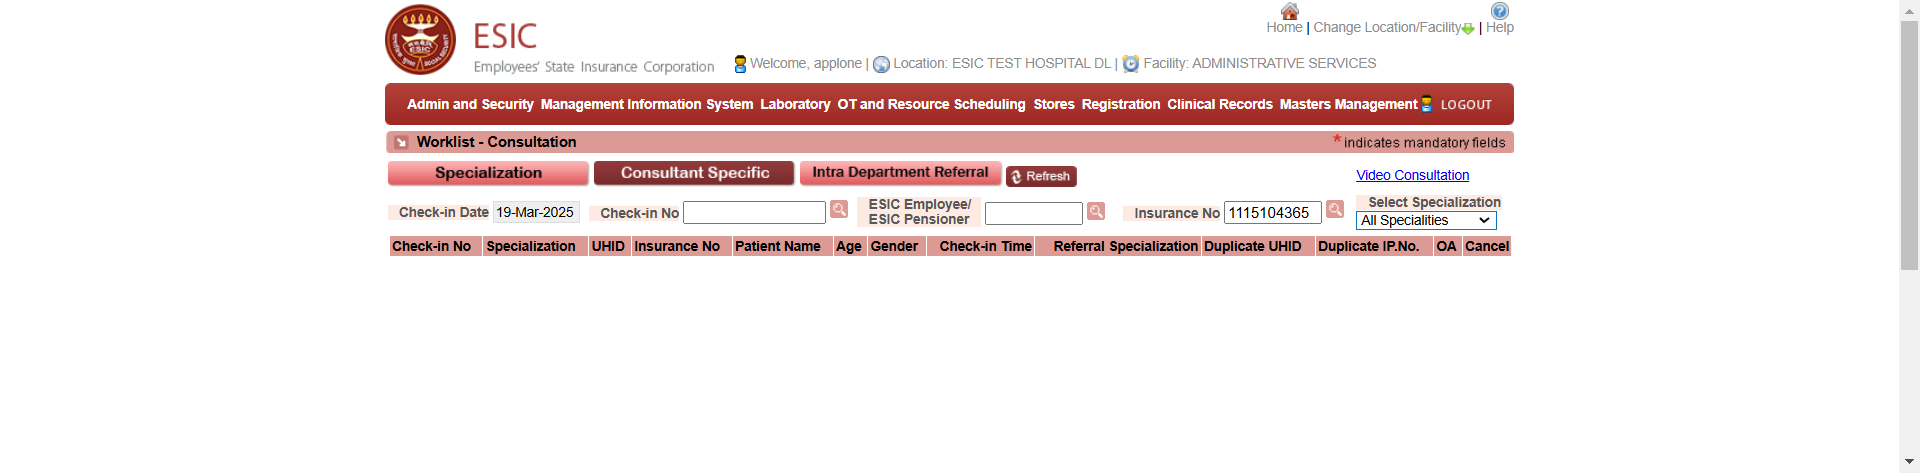 ESIC
Employees' State Insurance Corporation
Home | Change Location/Facility | Help
Welcome, applone | Location: ESIC TEST HOSPITAL DL | Facility: ADMINISTRATIVE SERVICES
Admin and Security Management Information System Laboratory OT and Resource Scheduling Stores Registration Clinical Records Masters Management LOGOUT
Worklist - Consultation * indicates mandatory fields
Specialization Consultant Specific Intra Department Referral Refresh Video Consultation
Check-in Date 19-Mar-2025 Check-in No ESIC Employee/ ESIC Pensioner Insurance No 1115104365 Select Specialization
All Specialities
Check-in No Specialization UHID Insurance No Patient Name Age Gender Check-in Time Referral Specialization Duplicate UHID Duplicate IP.No. OA Cancel